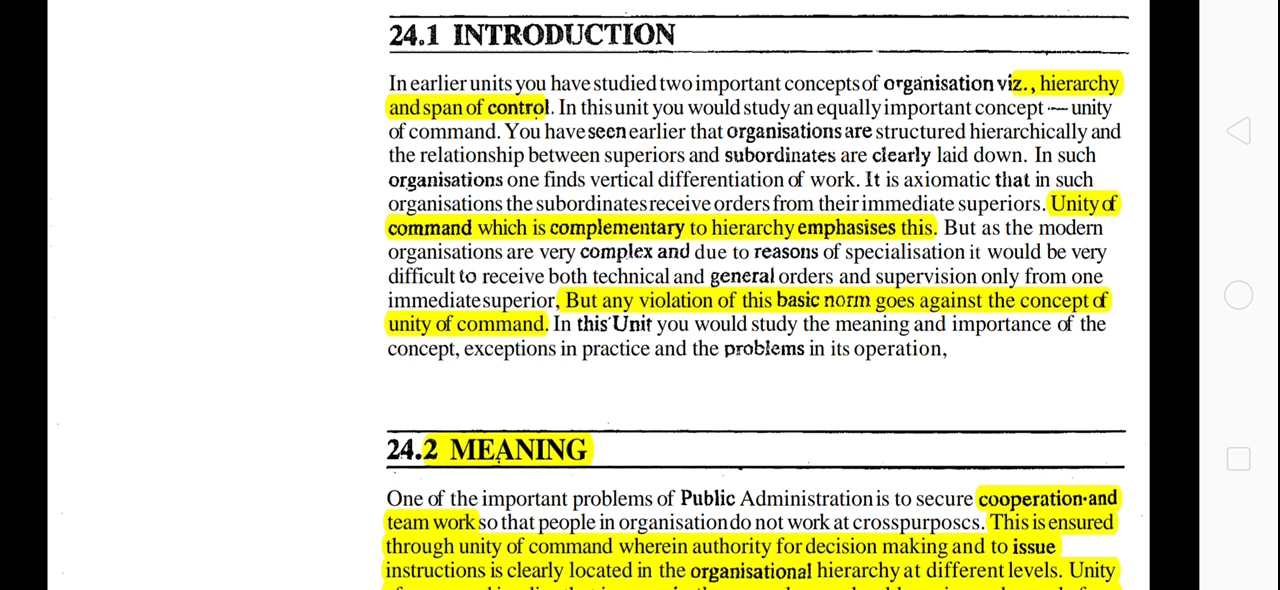 24.1 INTRODUCTION
In earlier units you have studied two important concepts of organisation viz., hierarchy
and span of control. In this unit you would study an equally important concept — unity
of command. You have seen earlier that organisations are structured hierarchically and
the relationship between superiors and subordinates are clearly laid down. In such
organisations one finds vertical differentiation of work. It is axiomatic that in such
organisations the subordinates receive orders from their immediate superiors. Unity of
command which is complementary to hierarchy emphasises this. But as the modern
organisations are very complex and due to reasons of specialisation it would be very
difficult to receive both technical and general orders and supervision only from one
immediate superior, But any violation of this basic norm goes against the concept of
unity of command. In this Unit you would study the meaning and importance of the
concept, exceptions in practice and the problems in its operation,
24.2 MEANING
One of the important problems of Public Administration is to secure cooperation and
team work so that people in organisation do not work at crosspurposes. This is ensured
through unity of command wherein authority for decision making and to issue
instructions is clearly located in the organisational hierarchy at different levels. Unity